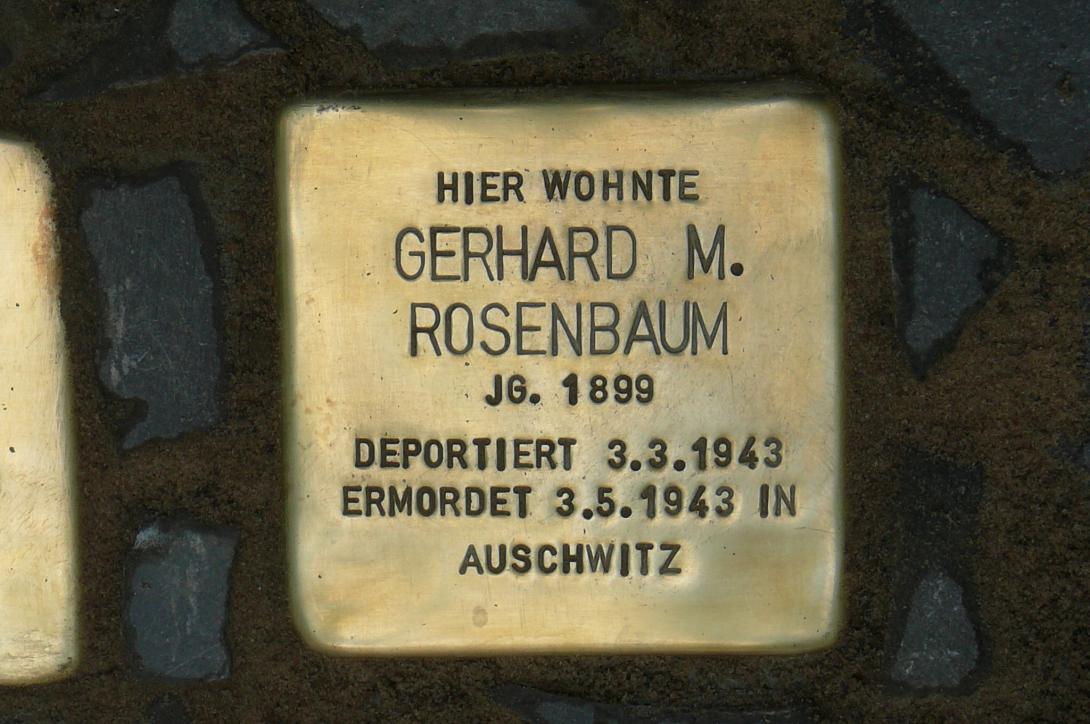 HIER WOHNTE
GERHARD M.
ROSENBAUM
JG. 1899
DEPORTIERT 3.3.1943
ERMORDET 3.5.1943 IN
AUSCHWITZ